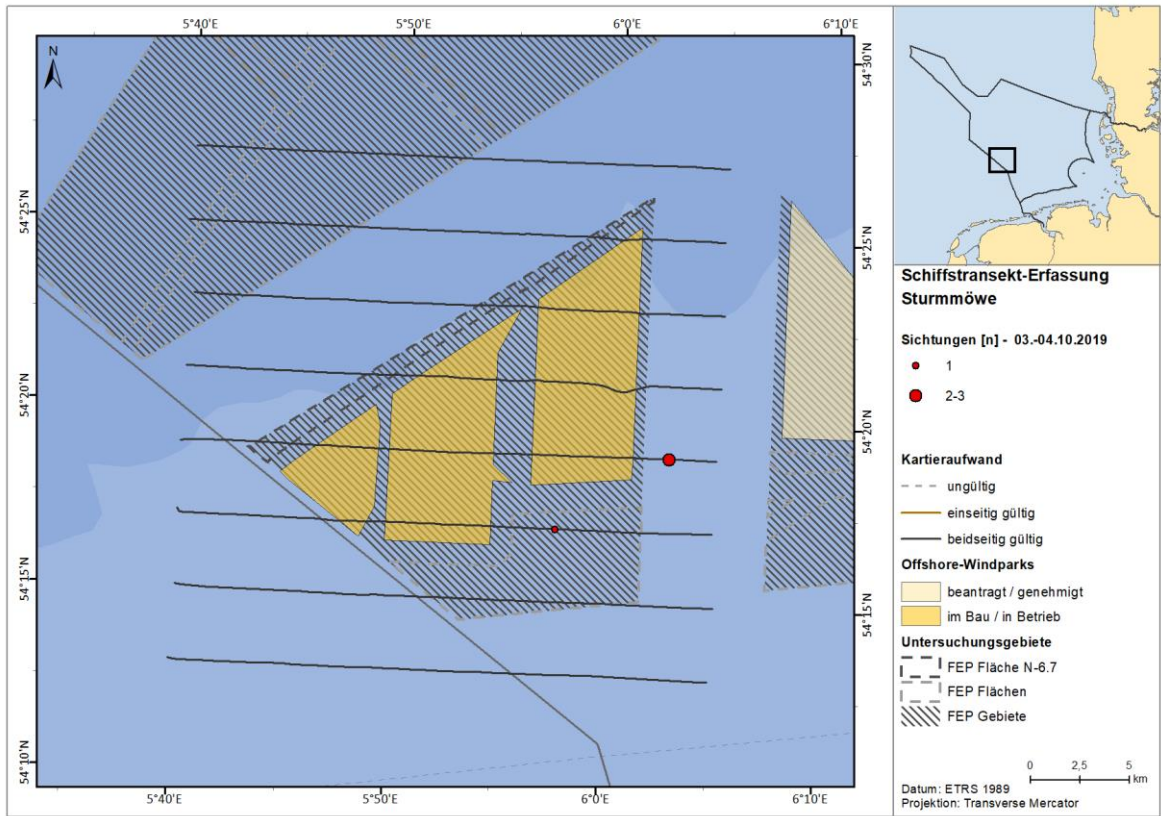 5°40'E 5°50'E 6°0'E 6°10'E
N
54°30'N
54°25'N
54°25'N
54°20'N
54°20'N
54°15'N
54°15'N
54°10'N
5°40'E 5°50'E 6°0'E 6°10'E
Schiffstransekt-Erfassung
Sturmmöwe
Sichtungen [n] - 03.-04.10.2019
1
2-3
Kartieraufwand
ungültig
einseitig gültig
beidseitig gültig
Offshore-Windparks
beantragt / genehmigt
im Bau / in Betrieb
Untersuchungsgebiete
FEP Fläche N-6.7
FEP Flächen
FEP Gebiete
0 2,5 5
km
Datum: ETRS 1989
Projektion: Transverse Mercator